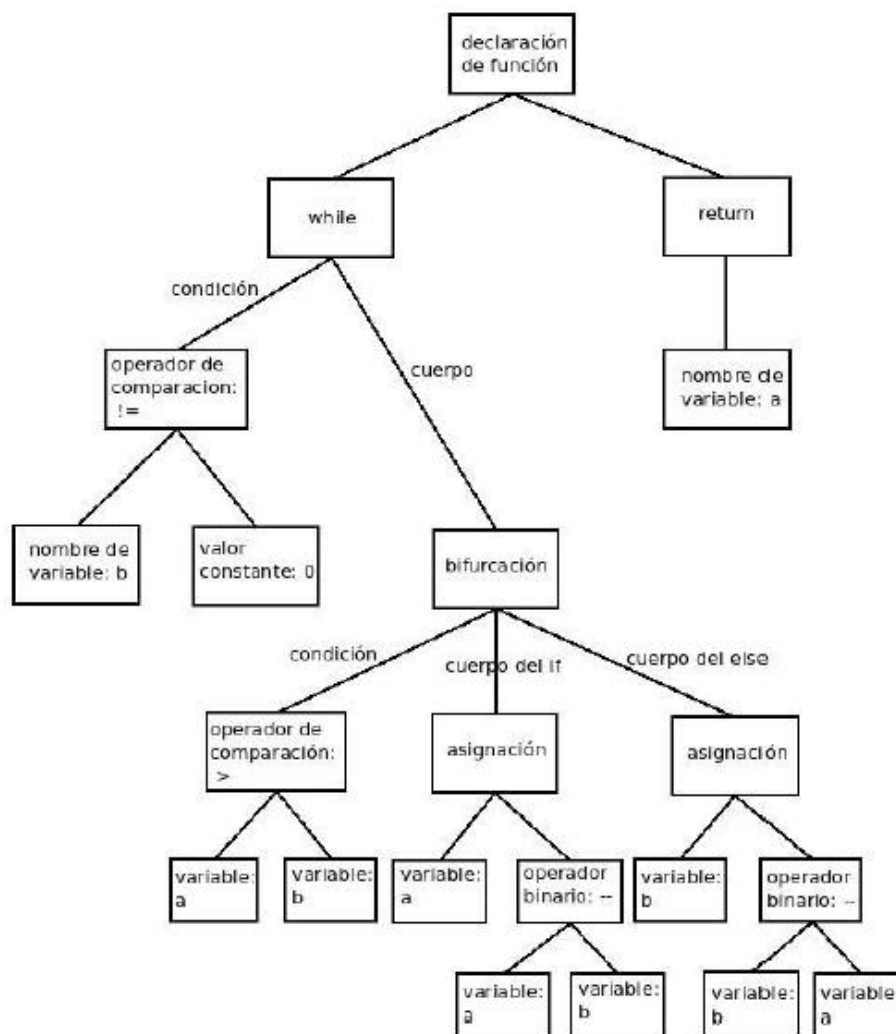 declaración
de función
while
return
condición
cuerpo
operador de
comparacion:
!=
nombre de
variable: a
nombre de
variable: b
valor
constante: 0
bifurcación
condición
cuerpo del if
cuerpo del else
operador de
comparación:
>
asignación
asignación
variable:
a
variable:
b
variable:
a
operador
binario: --
variable:
b
operador
binario: --
variable:
a
variable:
b
variable:
b
variable:
a